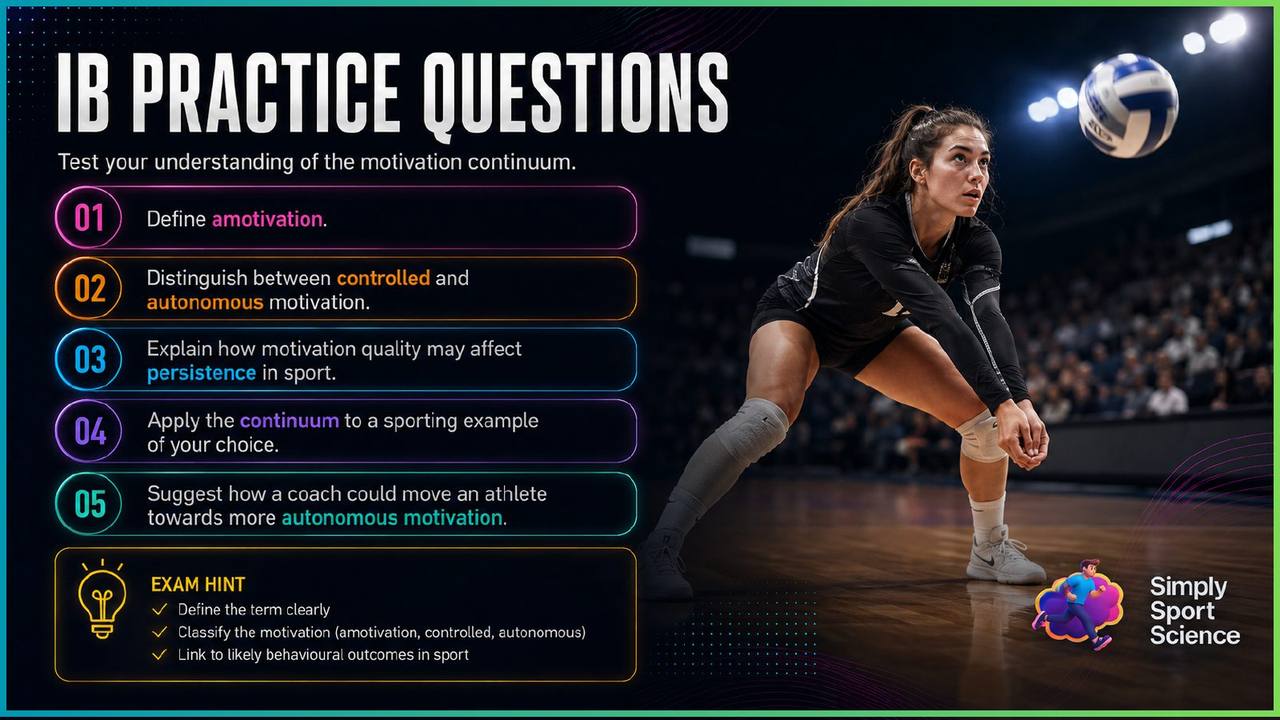 IB PRACTICE QUESTIONS
Test your understanding of the motivation continuum.
01
Define amotivation.
02
Distinguish between controlled and
autonomous motivation.
03
Explain how motivation quality may affect
persistence in sport.
04
Apply the continuum to a sporting example
of your choice.
05
Suggest how a coach could move an athlete
towards more autonomous motivation.
EXAM HINT
✓ Define the term clearly
✓ Classify the motivation (amotivation, controlled, autonomous)
✓ Link to likely behavioural outcomes in sport
Simply
Sport
Science